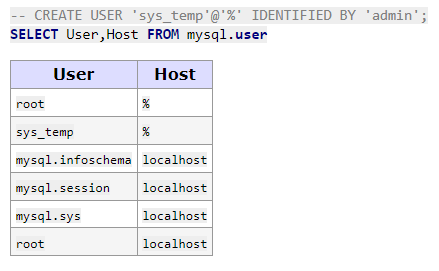 -- CREATE USER 'sys_temp'@'%' IDENTIFIED BY 'admin';
SELECT User,Host FROM mysql.user
User Host
root %
sys_temp %
mysql.infoschema localhost
mysql.session localhost
mysql.sys localhost
root localhost